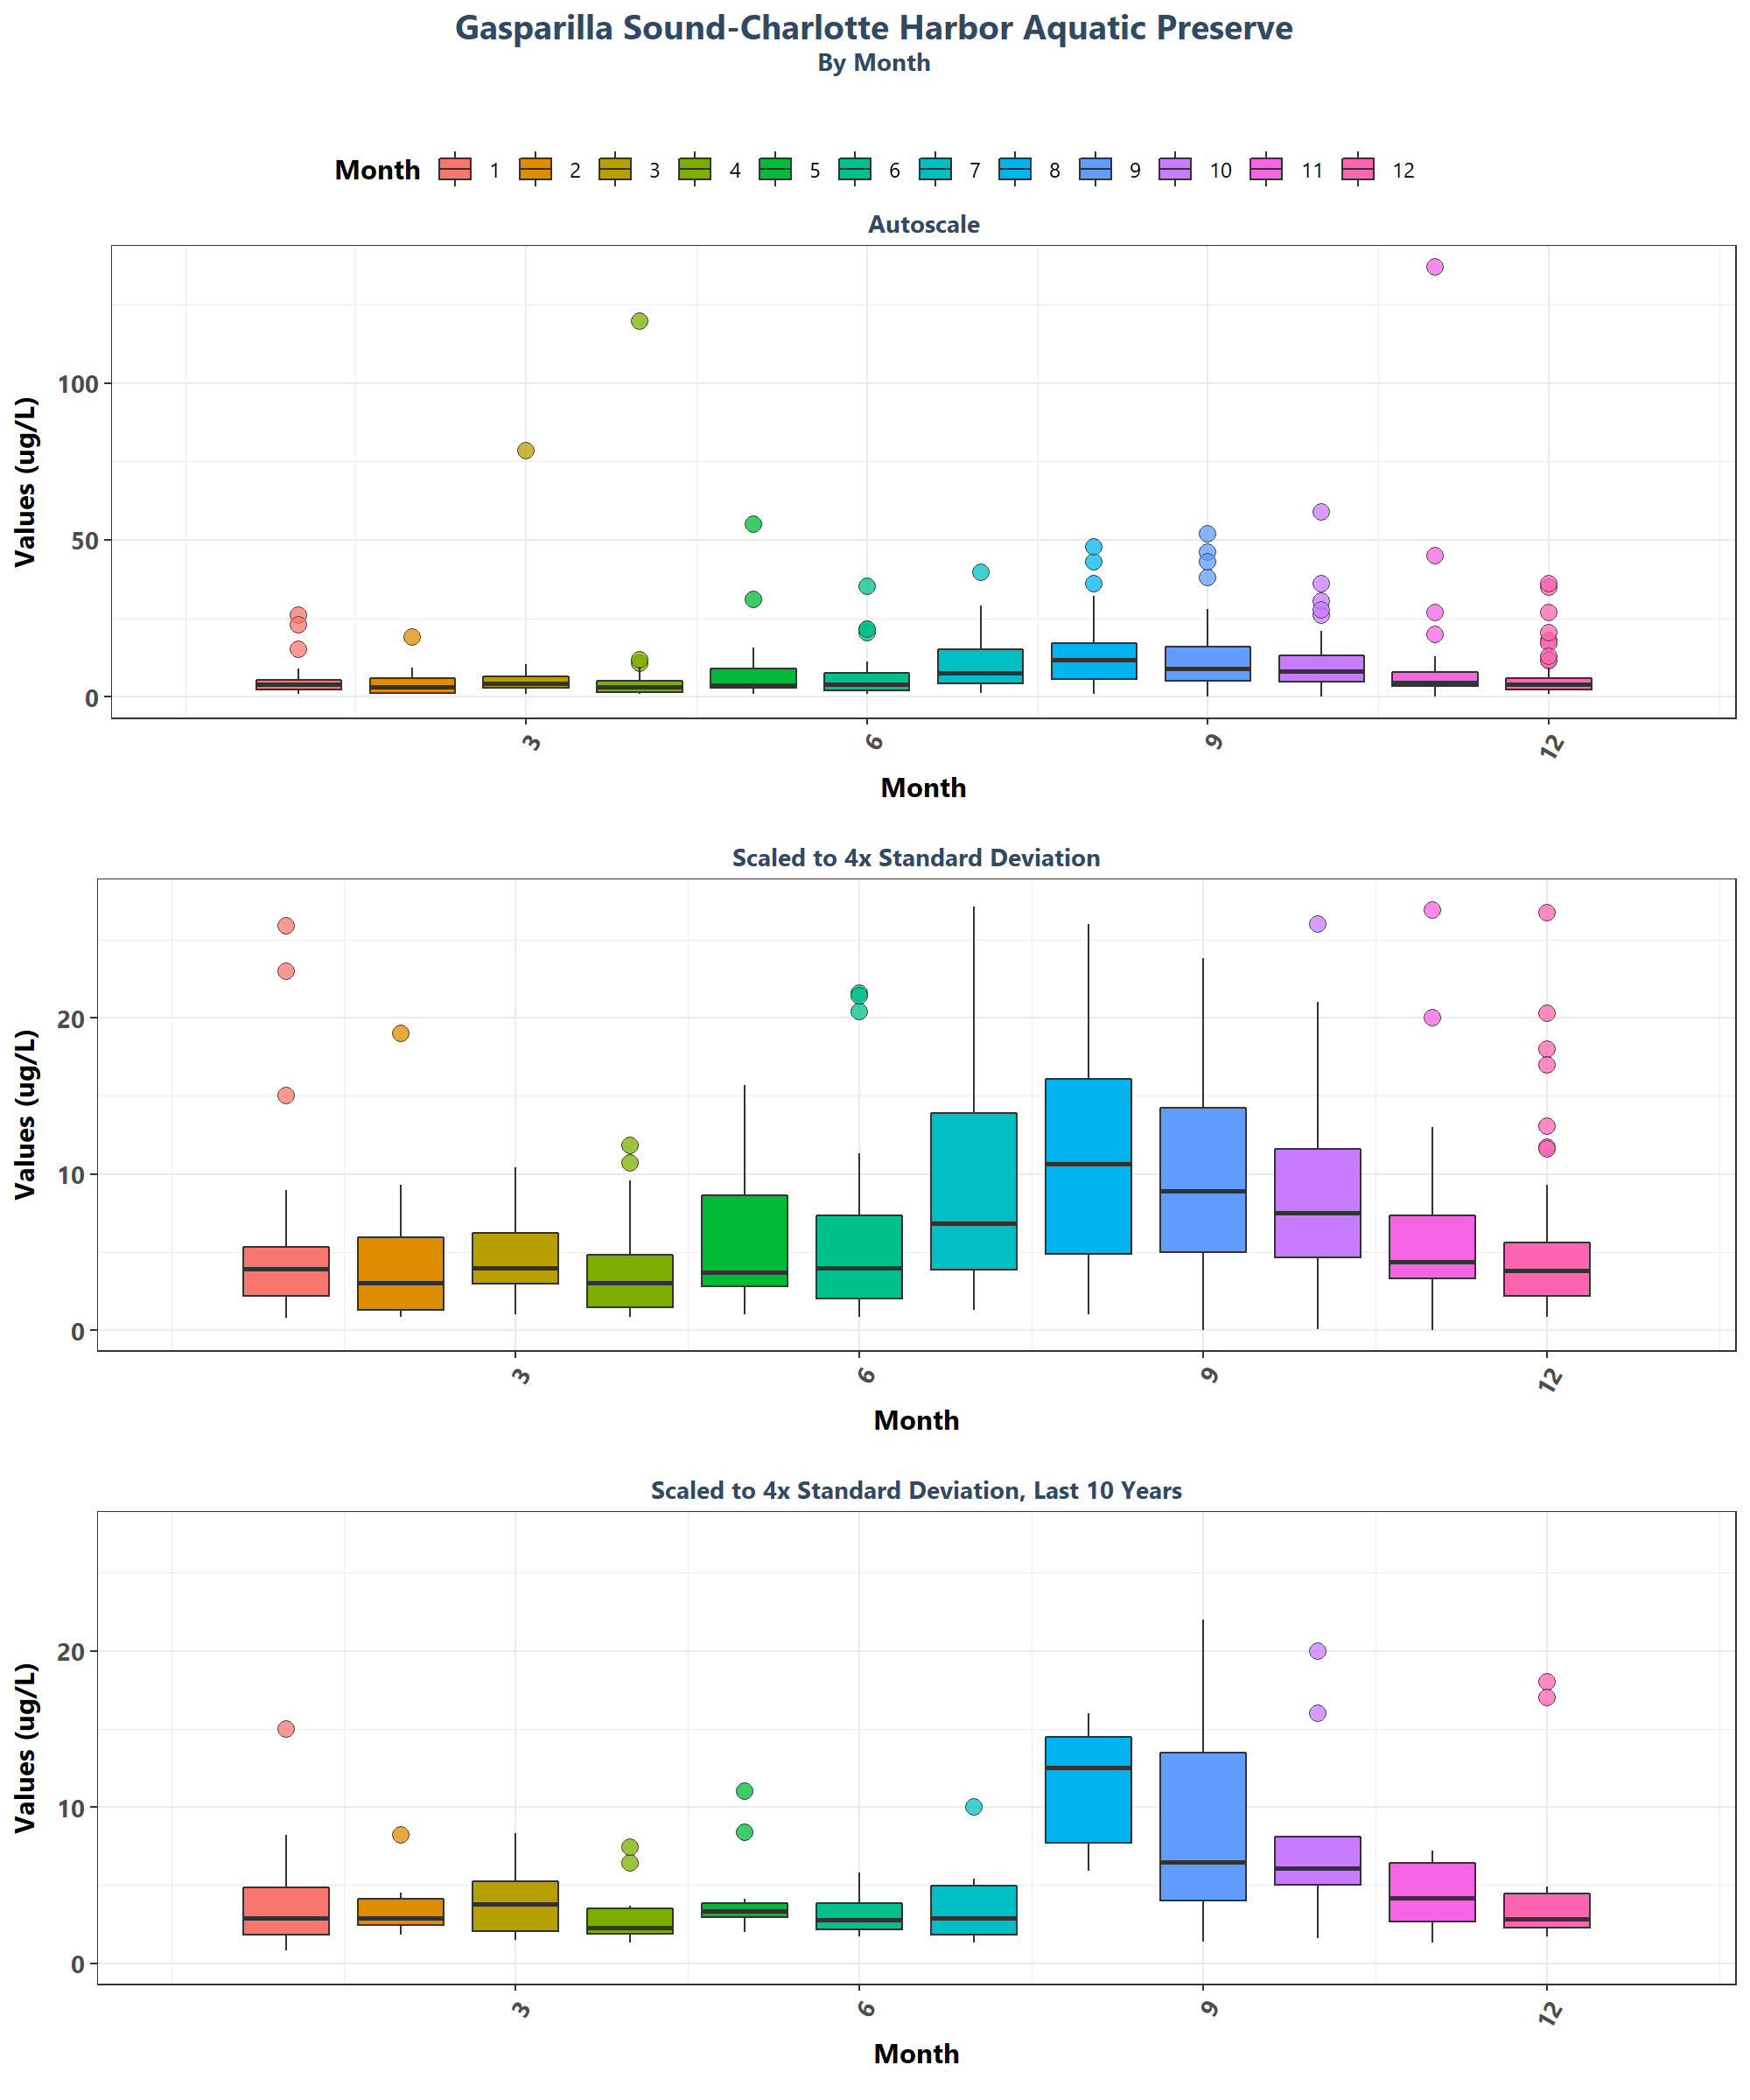 Gasparilla Sound-Charlotte Harbor Aquatic Preserve
By Month
Month 1 2 3 4 5 6 7 8 9 10 11 12
Autoscale
Values (ug/L)
100
50
0
3 6 9 12
Month
Scaled to 4x Standard Deviation
Values (ug/L)
20
10
0
3 6 9 12
Month
Scaled to 4x Standard Deviation, Last 10 Years
Values (ug/L)
20
10
0
3 6 9 12
Month